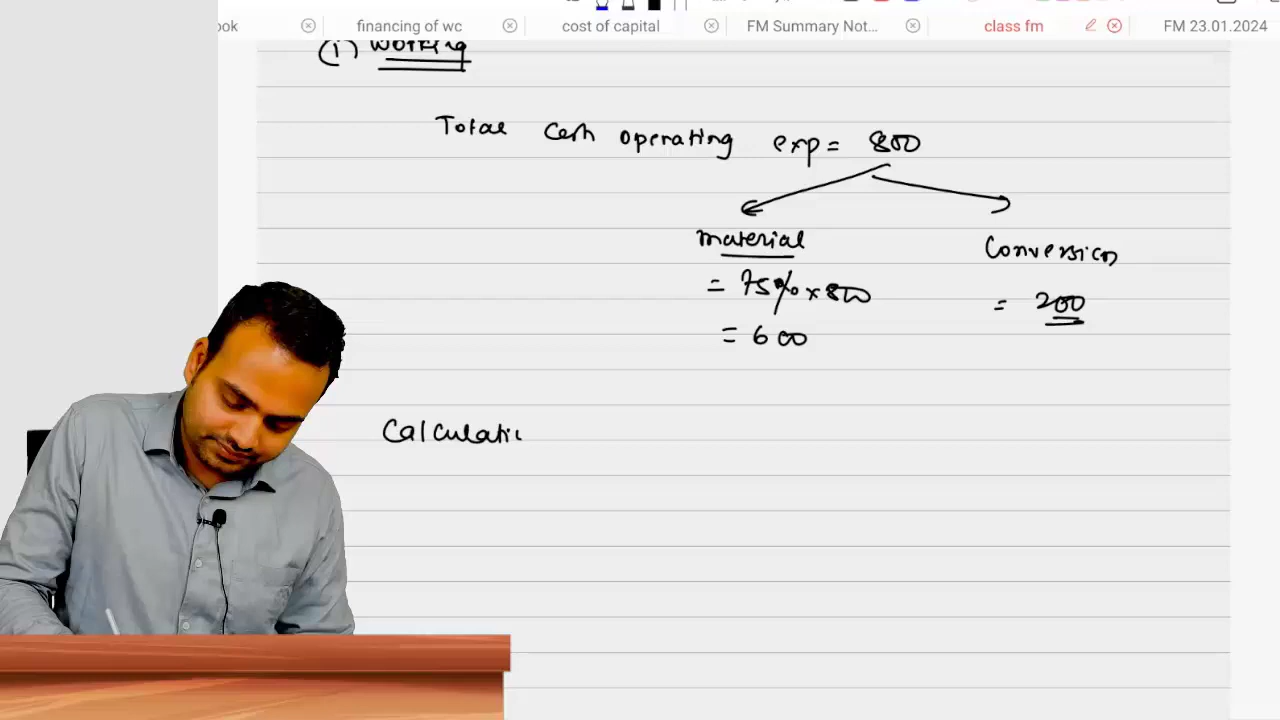 ook financing of wc cost of capital FM Summary Not... class fm FM 23.01.2024
(i) Working
Total Cash operating exp = 800
material Conversion
= 75% x 800 = 200
= 600
Calculati